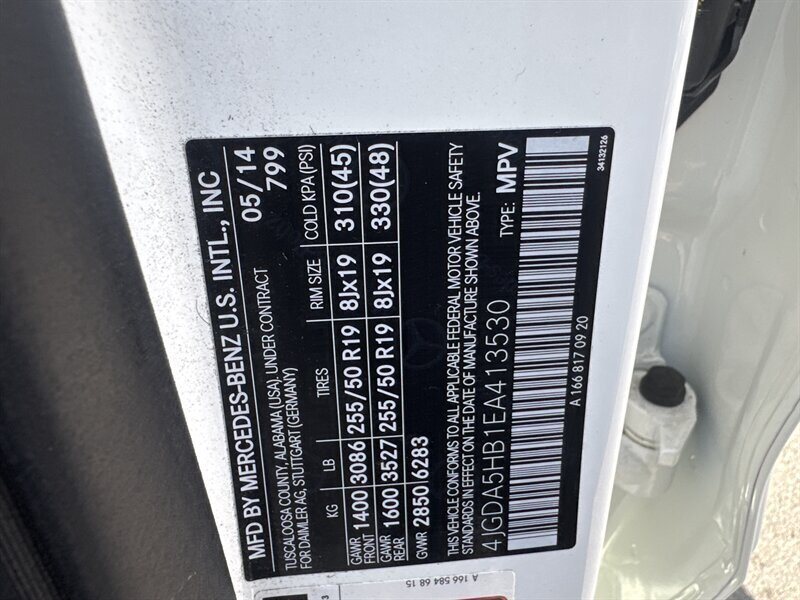 MFD BY MERCEDES-BENZ U.S. INTL., INC
TUSCALOOSA COUNTY, ALABAMA (USA), UNDER CONTRACT 05/14
FOR DAIMLER AG, STUTTGART (GERMANY) 799
KG LB TIRES RIM SIZE COLD KPA (PSI)
GAWR FRONT 1400 3086 255/50 R19 8Jx19 310(45)
GAWR REAR 1600 3527 255/50 R19 8Jx19 330(48)
GVWR 2850 6283
THIS VEHICLE CONFORMS TO ALL APPLICABLE FEDERAL MOTOR VEHICLE SAFETY
STANDARDS IN EFFECT ON THE DATE OF MANUFACTURE SHOWN ABOVE.
4JGDA5HB1EA413530 TYPE: MPV
A 166 817 09 20
34132126
A 166 584 68 15
3